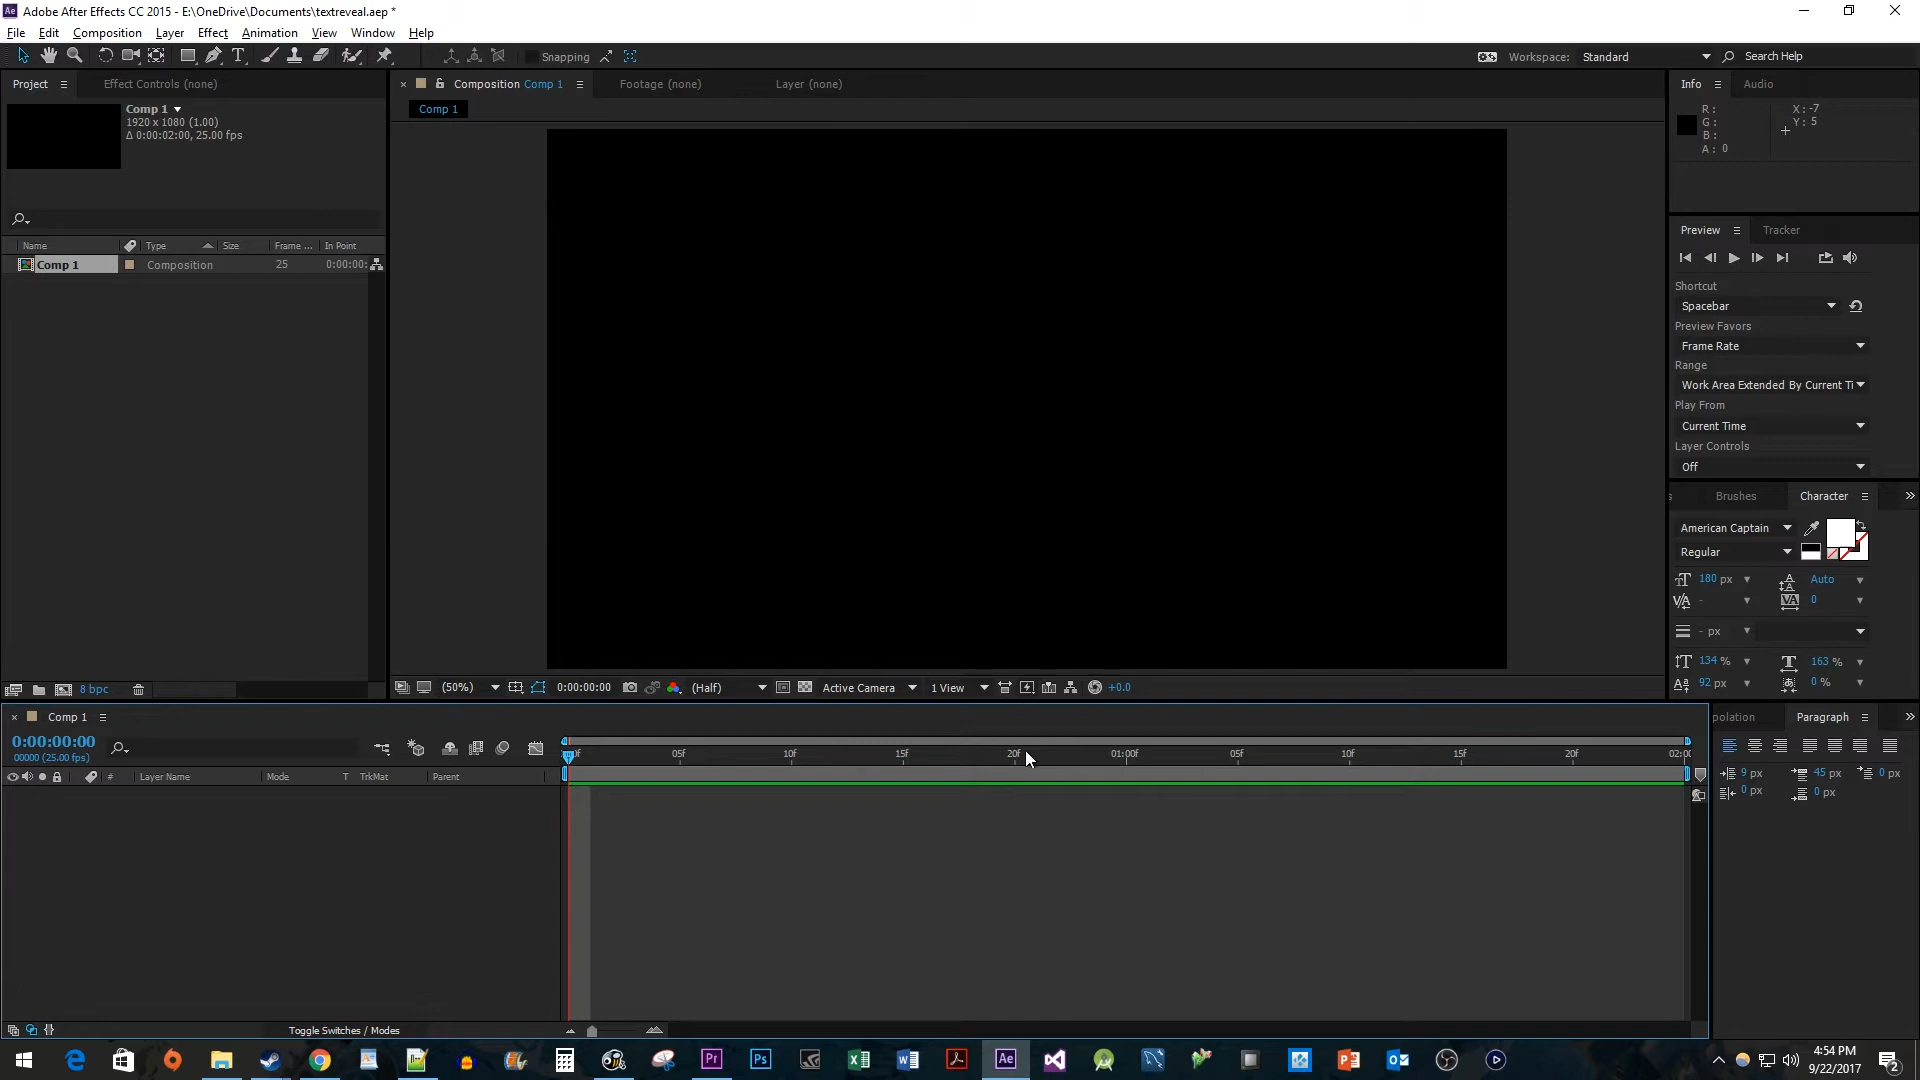 Adobe After Effects CC 2015 - E:\OneDrive\Documents\textreveal.aep *
File Edit Composition Layer Effect Animation View Window Help
Snapping
Workspace: Standard
Search Help
Project
Effect Controls (none)
Comp 1
1920 x 1080 (1.00)
Δ 0:00:02:00, 25.00 fps
Name Type Size Frame ... In Point
Comp 1 Composition 25 0:00:00:
8 bpc
Composition Comp 1
Footage (none)
Layer (none)
Comp 1
(50%) 0:00:00:00 (Half) Active Camera 1 View +0.0
Info
Audio
R :
G :
B :
A : 0
X : -7
Y : 5
Preview
Tracker
Shortcut
Spacebar
Preview Favors
Frame Rate
Range
Work Area Extended By Current Ti
Play From
Current Time
Layer Controls
Off
s
Brushes
Character
American Captain
Regular
180 px Auto
- 0
- px
134 % 163 %
92 px 0 %
Comp 1
0:00:00:00
00000 (25.00 fps)
# Layer Name Mode T TrkMat Parent
0f 05f 10f 15f 20f 01:00f 05f 10f 15f 20f 02:00
Toggle Switches / Modes
polation
Paragraph
9 px 45 px 0 px
0 px 0 px
4:54 PM
9/22/2017
2